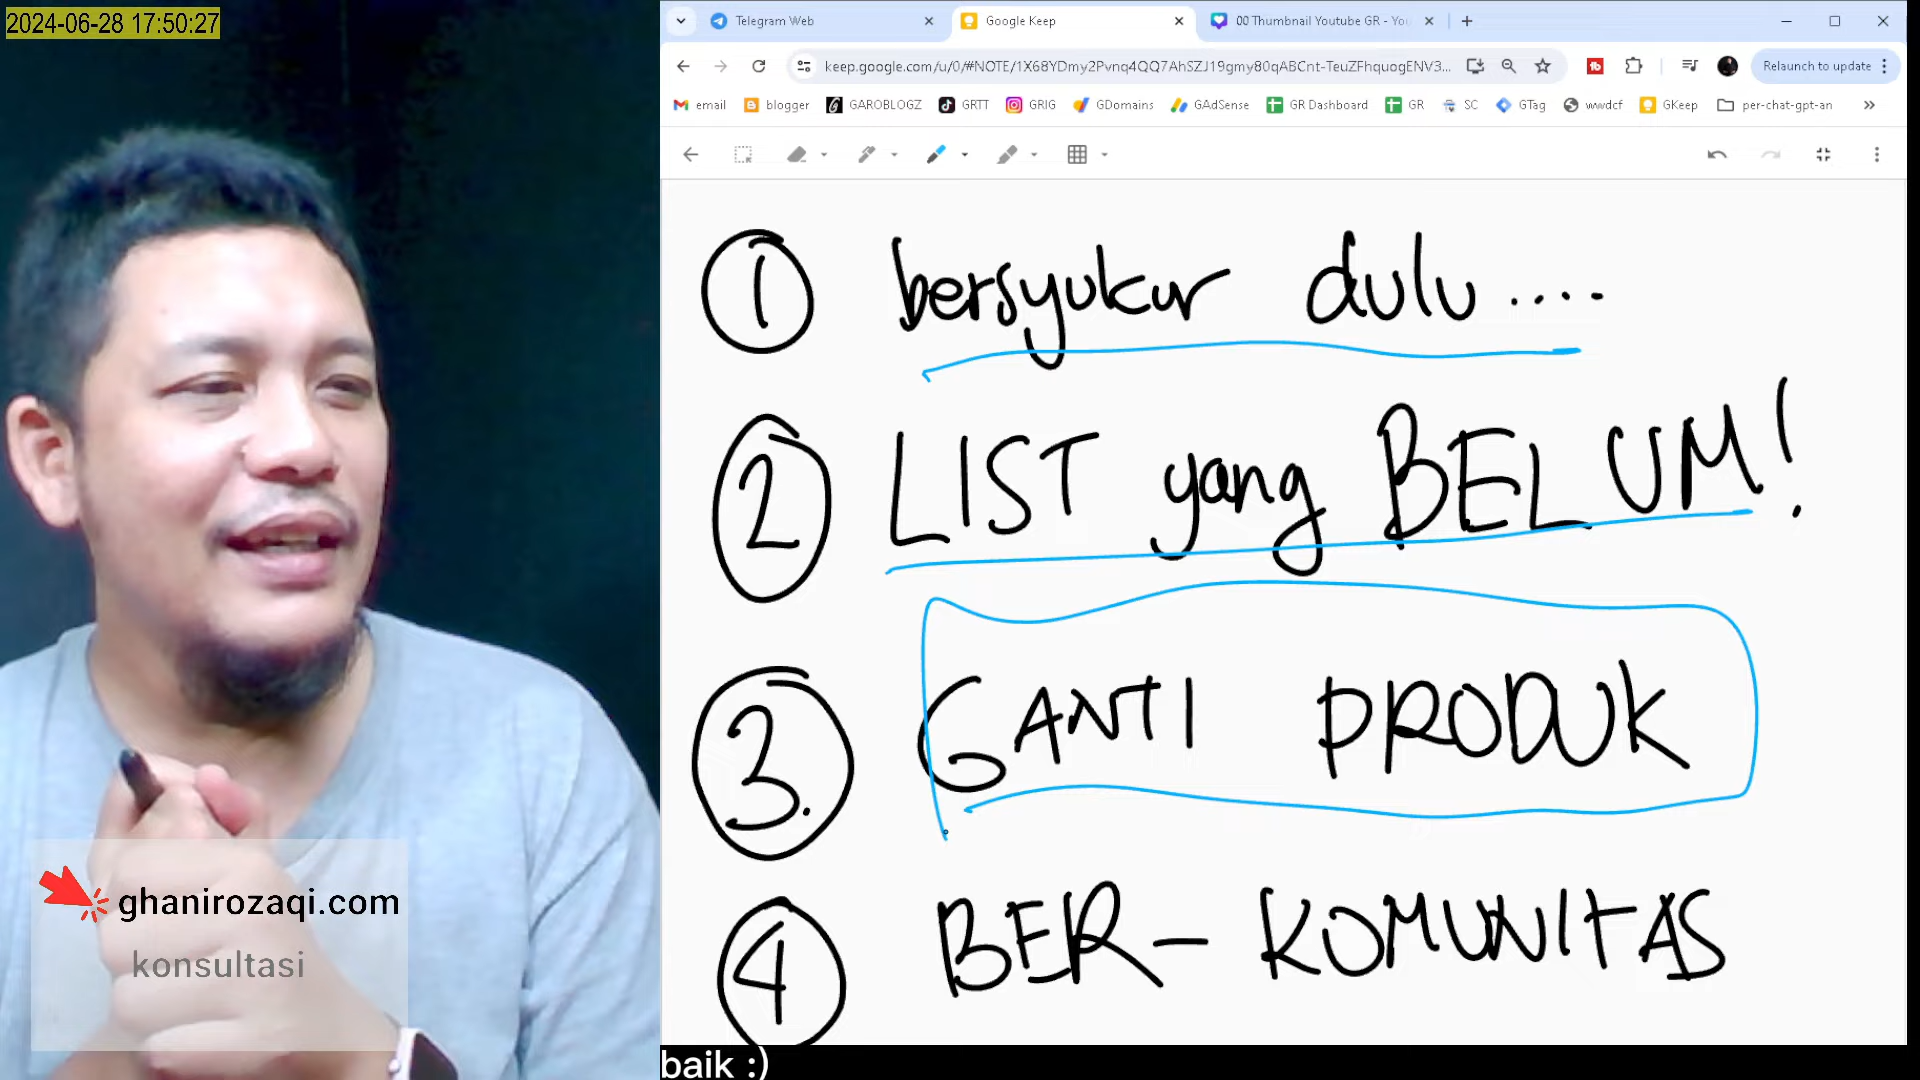 2024-06-28 17:50:27
Telegram Web
Google Keep
00 Thumbnail Youtube GR - You
keep.google.com/u/0/#NOTE/1X68YDmy2Pvnq4QQ7AhSZJ19gmy80qABCnt-TeuZFhquogENV3...
Relaunch to update
email
blogger
GAROBLOGZ
GRTT
GRIG
GDomains
GAdSense
GR Dashboard
GR
SC
GTag
wwdcf
GKeep
per-chat-gpt-an
1 bersyukur dulu ....
2 LIST yang BELUM!
3. GANTI PRODUK
4 BER- KOMUNITAS
ghanirozaqi.com
konsultasi
baik :)